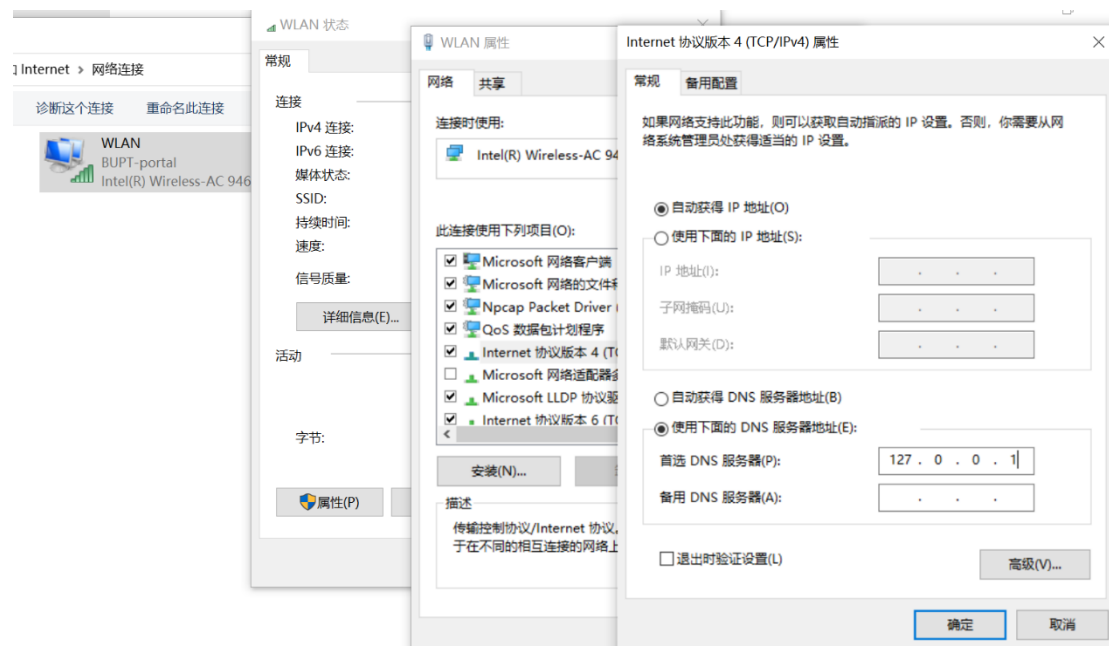 Internet > 网络连接
诊断这个连接 重命名此连接
WLAN
BUPT-portal
Intel(R) Wireless-AC 946
WLAN 状态
常规
连接
IPv4 连接:
IPv6 连接:
媒体状态:
SSID:
持续时间:
速度:
信号质量:
详细信息(E)...
活动
字节:
属性(P)
WLAN 属性
网络 共享
连接时使用:
Intel(R) Wireless-AC 94
此连接使用下列项目(O):
Microsoft 网络客户端
Microsoft 网络的文件
Npcap Packet Driver
QoS 数据包计划程序
Internet 协议版本 4 (T
Microsoft 网络适配器
Microsoft LLDP 协议驱
Internet 协议版本 6 (T
安装(N)...
描述
传输控制协议/Internet 协议。
于在不同的相互连接的网络上
Internet 协议版本 4 (TCP/IPv4) 属性
常规 备用配置
如果网络支持此功能，则可以获取自动指派的 IP 设置。否则，你需要从网
络系统管理员处获得适当的 IP 设置。
自动获得 IP 地址(O)
使用下面的 IP 地址(S):
IP 地址(I):
子网掩码(U):
默认网关(D):
自动获得 DNS 服务器地址(B)
使用下面的 DNS 服务器地址(E):
首选 DNS 服务器(P): 127 . 0 . 0 . 1
备用 DNS 服务器(A):
退出时验证设置(L)
高级(V)...
确定 取消